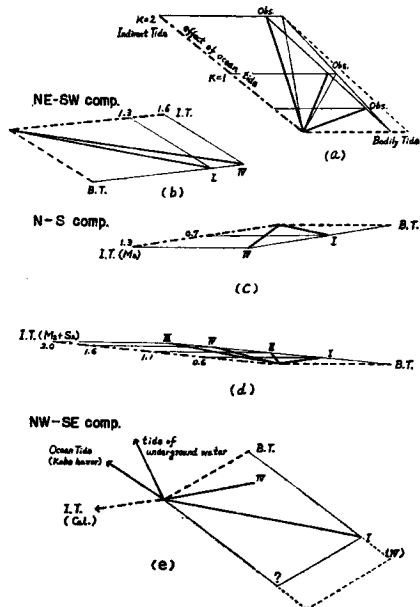 K=2
Indirect Tide
Obs.
effect of ocean tide
K=1
Obs.
Obs.
Bodily Tide
(a)
NE-SW comp.
1.3
1.6
I.T.
B.T.
I
IV
(b)
N-S comp.
B.T.
0.7
1.3
I.T.(M₂)
IV
I
(c)
I.T.(M₂+S₂)
2.0
1.6
1.1
0.6
III
IV
II
I
B.T.
(d)
NW-SE comp.
tide of
underground water
Ocean Tide
(Kobe haver)
B.T.
IV
I.T.
(Cal.)
I
(IV)
?
(e)